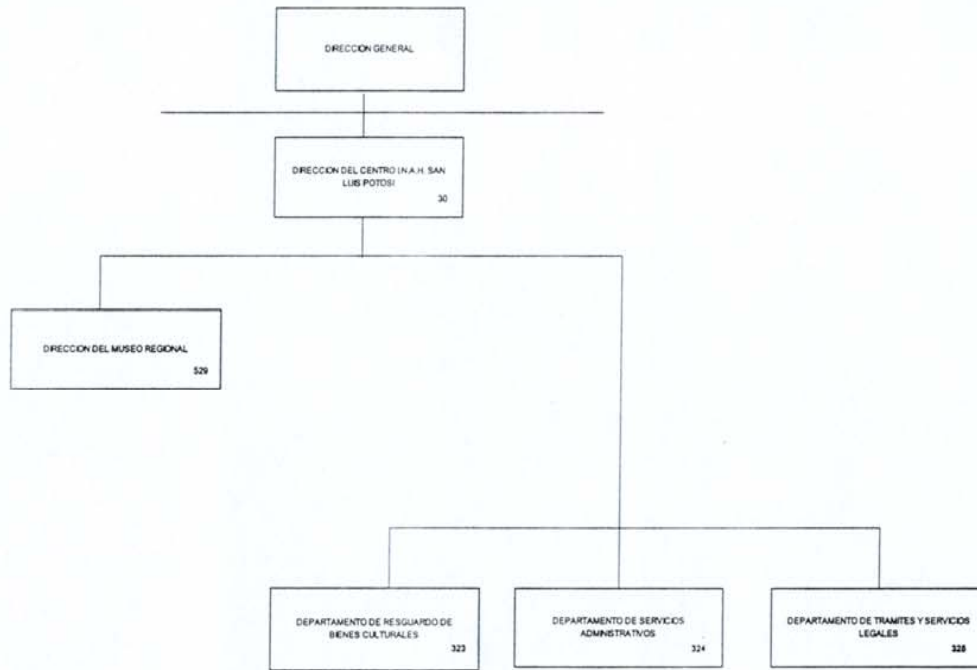 DIRECCION GENERAL
DIRECCION DEL CENTRO I.N.A.H. SAN
LUIS POTOSI
30
DIRECCION DEL MUSEO REGIONAL
529
DEPARTAMENTO DE RESGUARDO DE
BIENES CULTURALES
323
DEPARTAMENTO DE SERVICIOS
ADMINISTRATIVOS
324
DEPARTAMENTO DE TRAMITES Y SERVICIOS
LEGALES
325